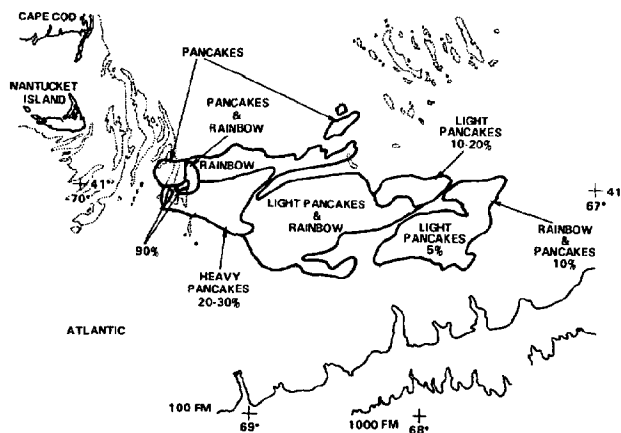 CAPE COD
NANTUCKET
ISLAND
PANCAKES
PANCAKES
&
RAINBOW
RAINBOW
LIGHT
PANCAKES
10-20%
41°
70°
41
67°
LIGHT PANCAKES
&
RAINBOW
LIGHT
PANCAKES
5%
RAINBOW
&
PANCAKES
10%
90%
HEAVY
PANCAKES
20-30%
ATLANTIC
100 FM
69°
1000 FM
68°